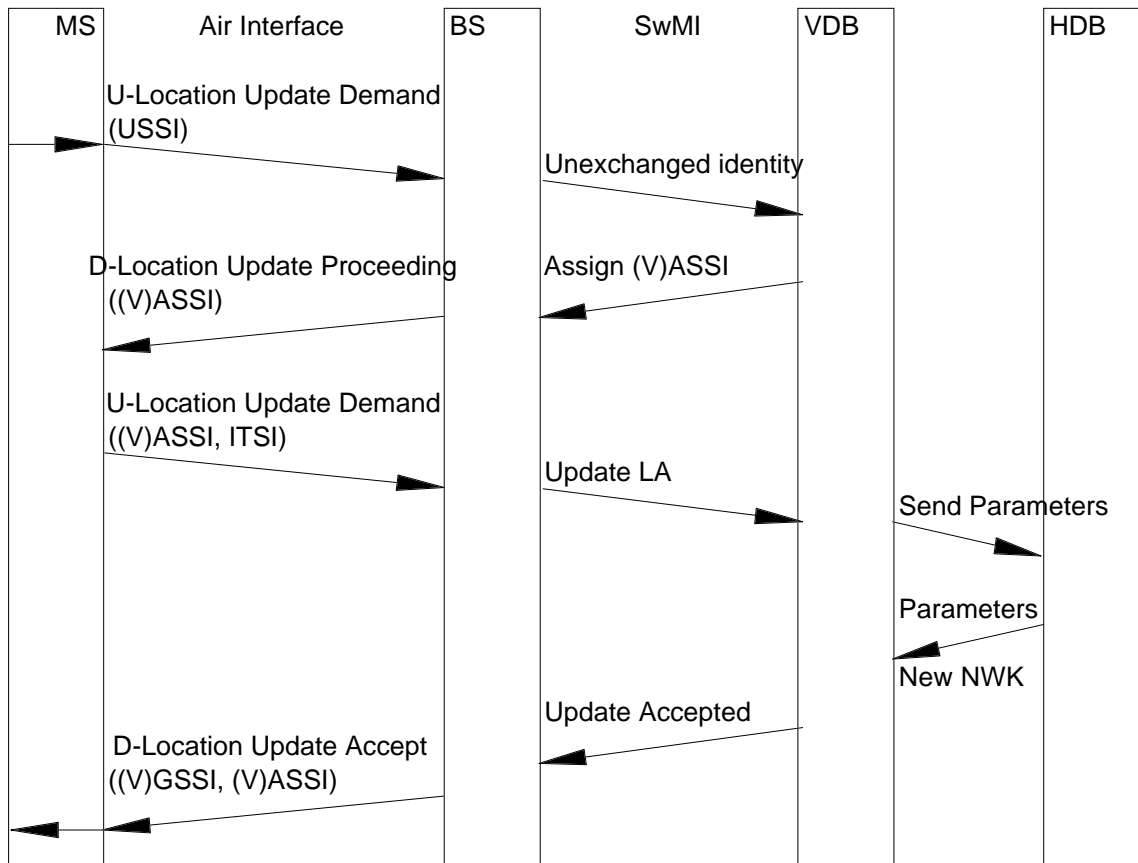 MS Air Interface BS SwMI VDB HDB
U-Location Update Demand
(USSI)
Unexchanged identity
D-Location Update Proceeding
((V)ASSI)
Assign (V)ASSI
U-Location Update Demand
((V)ASSI, ITSI)
Update LA
Send Parameters
Parameters
New NWK
Update Accepted
D-Location Update Accept
((V)GSSI, (V)ASSI)